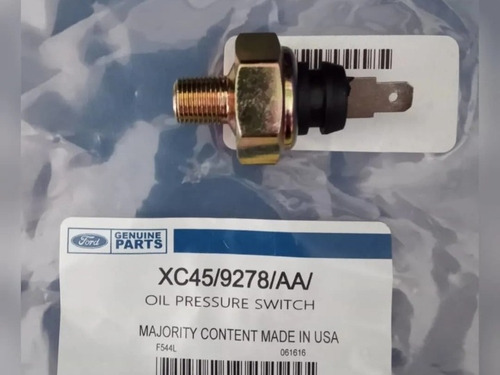 Ford
GENUINE
PARTS
XC45/9278/AA/
OIL PRESSURE SWITCH
MAJORITY CONTENT MADE IN USA
F544L 061616